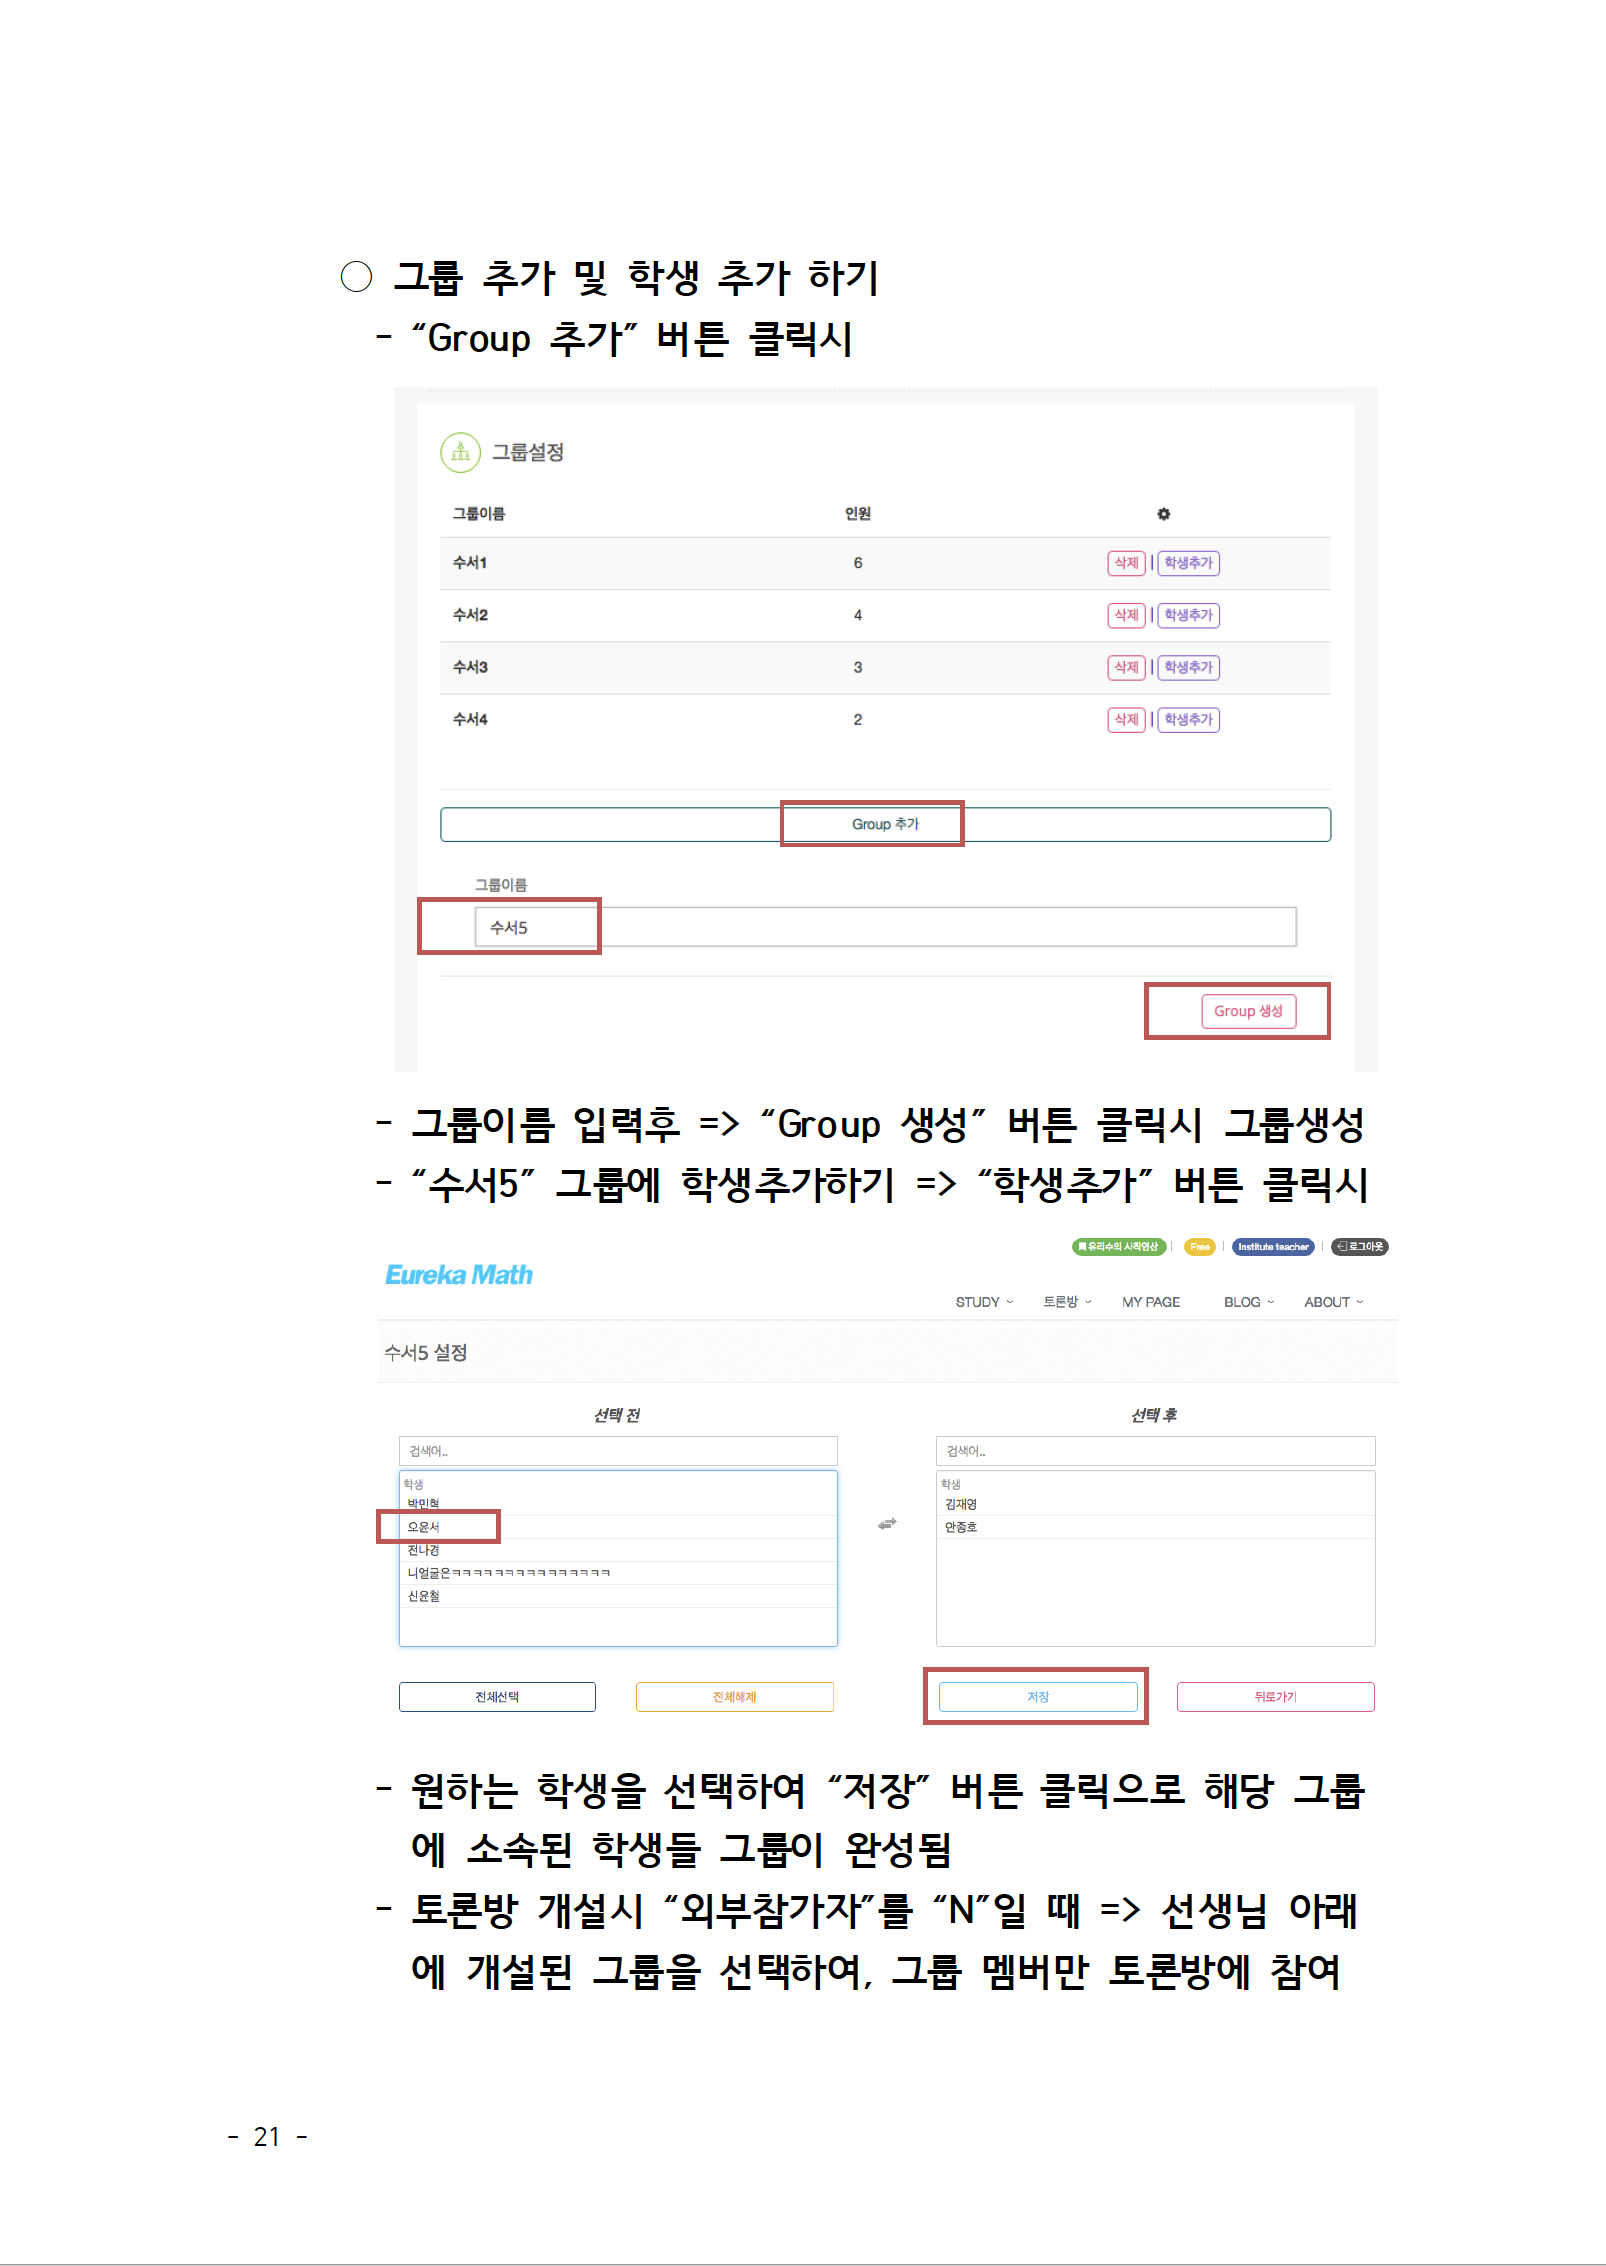 ○ 그룹 추가 및 학생 추가 하기
- “Group 추가” 버튼 클릭시
그룹설정
그룹이름 인원
수서1 6 삭제 | 학생추가
수서2 4 삭제 | 학생추가
수서3 3 삭제 | 학생추가
수서4 2 삭제 | 학생추가
Group 추가
그룹이름
수서5
Group 생성
- 그룹이름 입력후 => “Group 생성” 버튼 클릭시 그룹생성
- “수서5” 그룹에 학생추가하기 => “학생추가” 버튼 클릭시
유리수의 사칙연산 | Free | Institute teacher | 로그아웃
Eureka Math
STUDY 토론방 MY PAGE BLOG ABOUT
수서5 설정
선택 전 선택 후
검색어.. 검색어..
학생 학생
박민혁 김재영
오윤서 안종호
전나경
니얼굴은ㅋㅋㅋㅋㅋㅋㅋㅋㅋㅋㅋㅋㅋㅋㅋ
신윤철
전체선택 전체해제 저장 뒤로가기
- 원하는 학생을 선택하여 “저장” 버튼 클릭으로 해당 그룹
에 소속된 학생들 그룹이 완성됨
- 토론방 개설시 “외부참가자”를 “N”일 때 => 선생님 아래
에 개설된 그룹을 선택하여, 그룹 멤버만 토론방에 참여
- 21 -